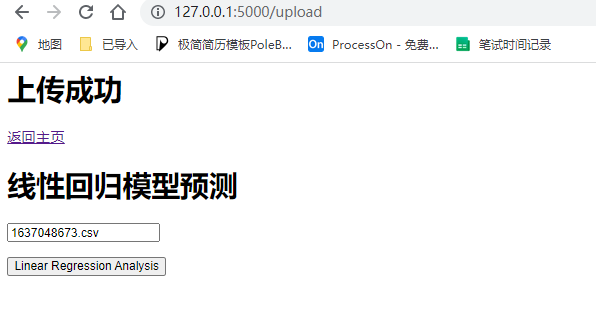 127.0.0.1:5000/upload
地图 已导入 极简简历模板PoleB... On ProcessOn - 免费... 笔试时间记录
上传成功
返回主页
线性回归模型预测
1637048673.csv
Linear Regression Analysis